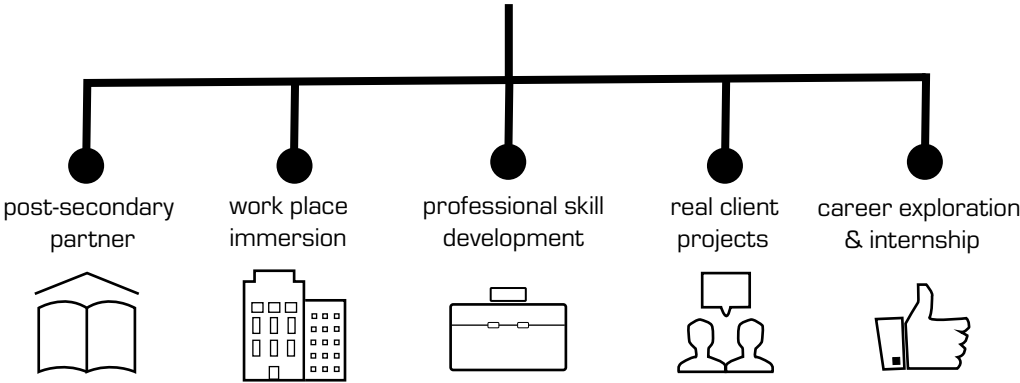 post-secondary
partner
work place
immersion
professional skill
development
real client
projects
career exploration
& internship